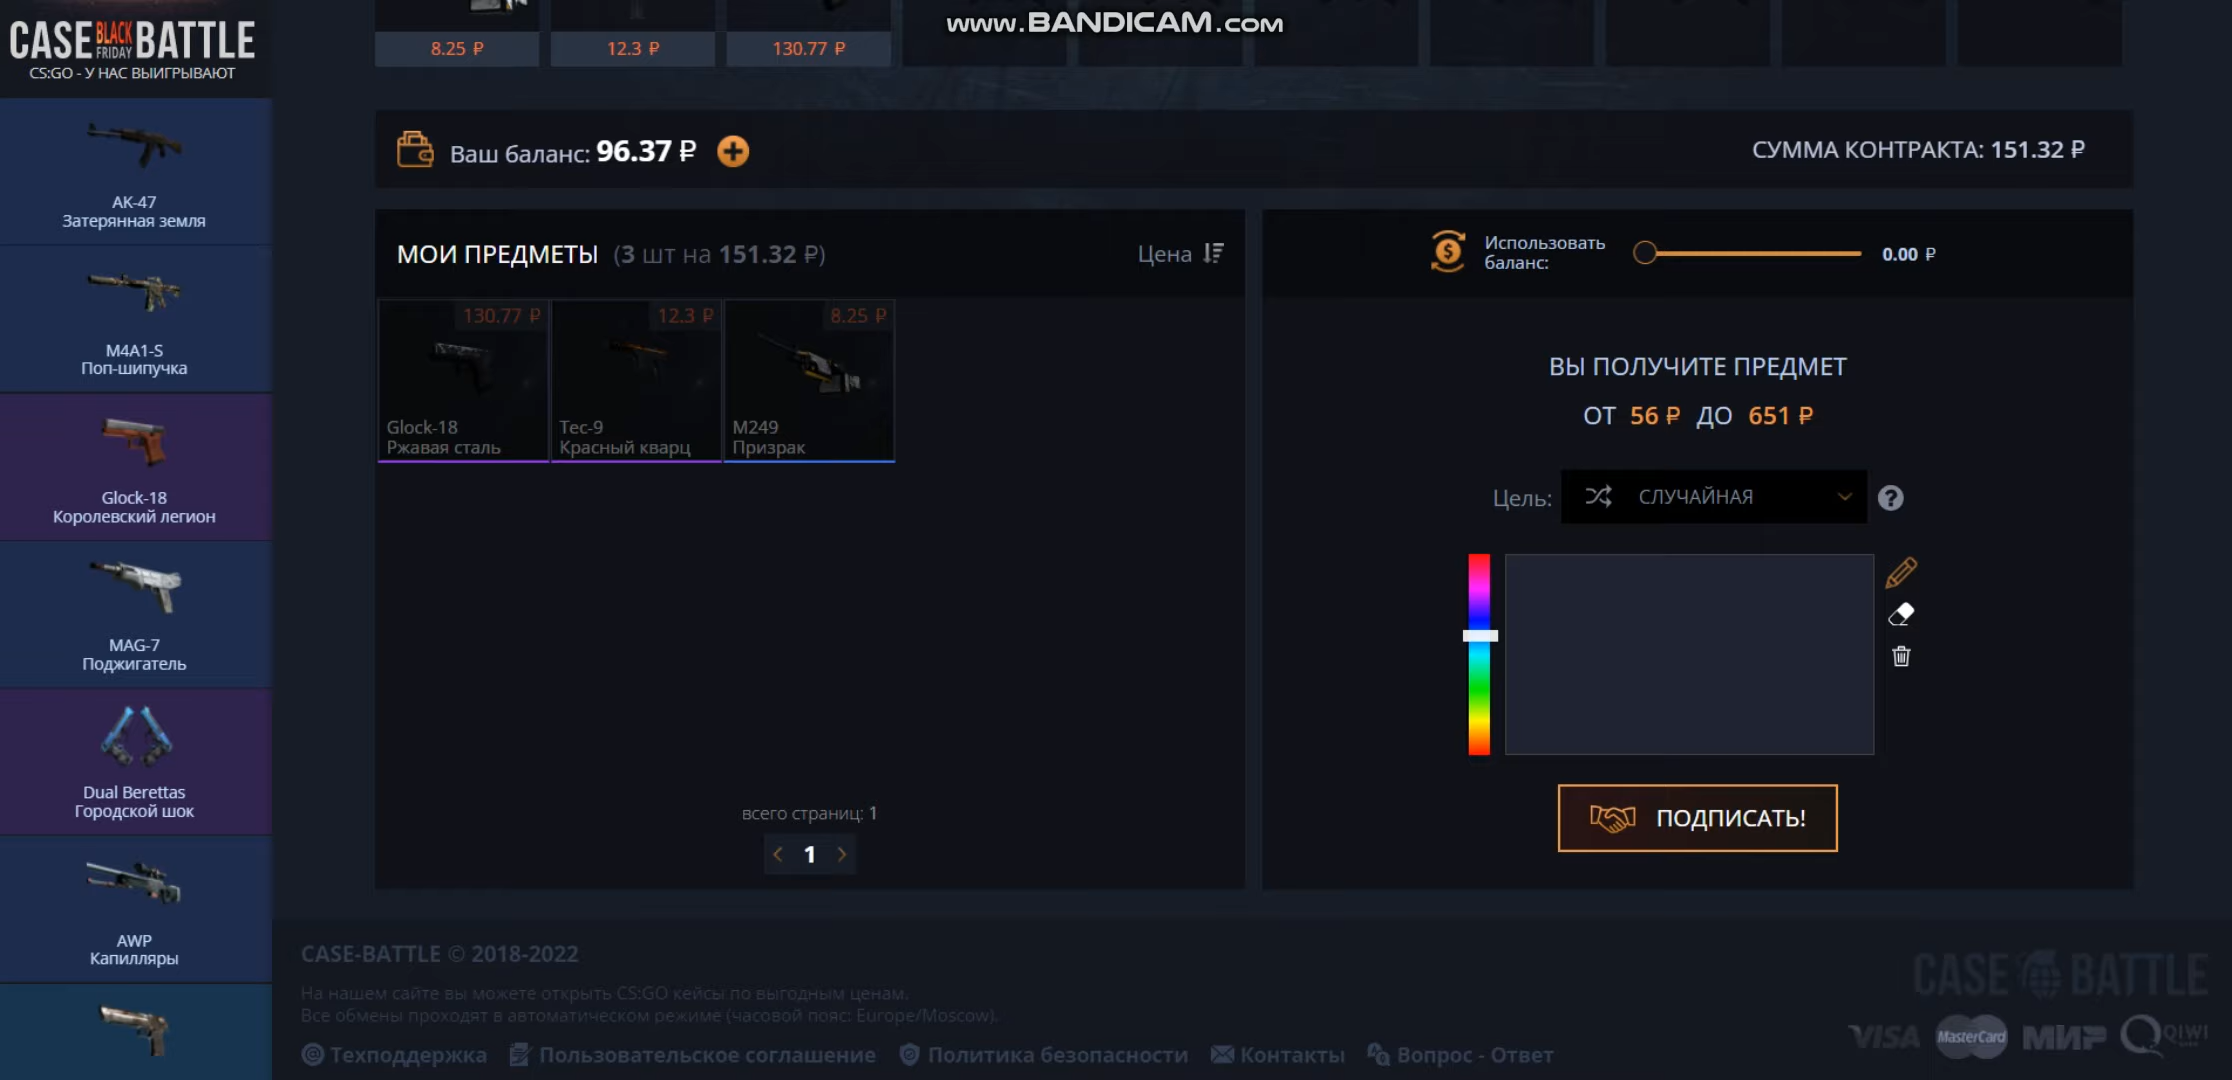 www.BANDICAM.com
CASE BLACK FRIDAY BATTLE
CS:GO - У НАС ВЫИГРЫВАЮТ
AK-47
Затерянная земля
M4A1-S
Поп-шипучка
Glock-18
Королевский легион
MAG-7
Поджигатель
Dual Berettas
Городской шок
AWP
Капилляры
8.25 ₽
12.3 ₽
130.77 ₽
Ваш баланс: 96.37 ₽
СУММА КОНТРАКТА: 151.32 ₽
МОИ ПРЕДМЕТЫ (3 шт на 151.32 ₽)
Цена
130.77 ₽
Glock-18
Ржавая сталь
12.3 ₽
Tec-9
Красный кварц
8.25 ₽
M249
Призрак
всего страниц: 1
1
Использовать
баланс:
0.00 ₽
ВЫ ПОЛУЧИТЕ ПРЕДМЕТ
ОТ 56 ₽ ДО 651 ₽
Цель: СЛУЧАЙНАЯ ?
ПОДПИСАТЬ!
CASE-BATTLE © 2018-2022
На нашем сайте вы можете открыть CS:GO кейсы по выгодным ценам.
Все обмены проходят в автоматическом режиме (часовой пояс: Europe/Moscow).
Техподдержка
Пользовательское соглашение
Политика безопасности
Контакты
Вопрос - Ответ
CASE BATTLE
VISA
MasterCard
МИР
QIWI